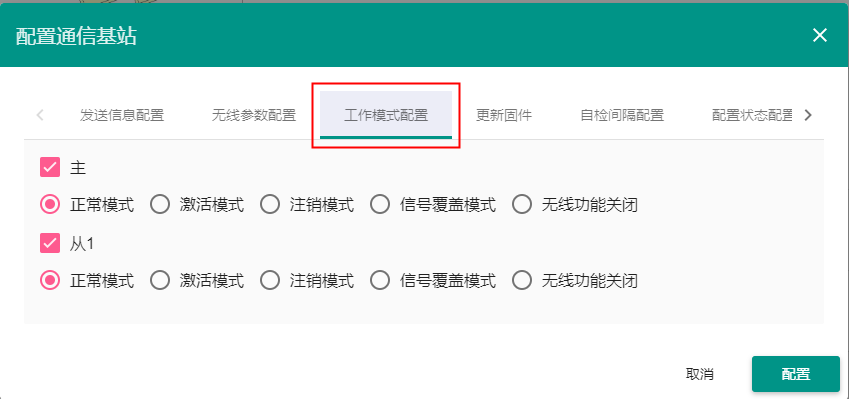 配置通信基站
发送信息配置 无线参数配置 工作模式配置 更新固件 自检间隔配置 配置状态配置
主
正常模式 激活模式 注销模式 信号覆盖模式 无线功能关闭
从1
正常模式 激活模式 注销模式 信号覆盖模式 无线功能关闭
取消 配置